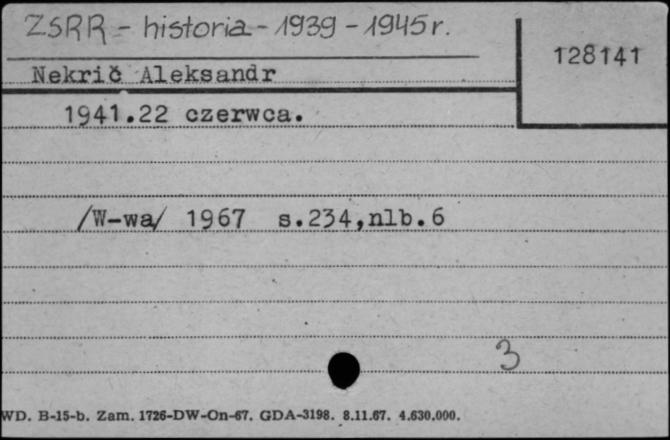 ZSRR - historia - 1939 - 1945 r.
128141
Nekrič Aleksandr
1941.22 czerwca.
/W-wa/ 1967 s.234,nlb.6
3
WD. B-15-b. Zam. 1726-DW-On-67. GDA-3198. 8.11.67. 4.630.000.